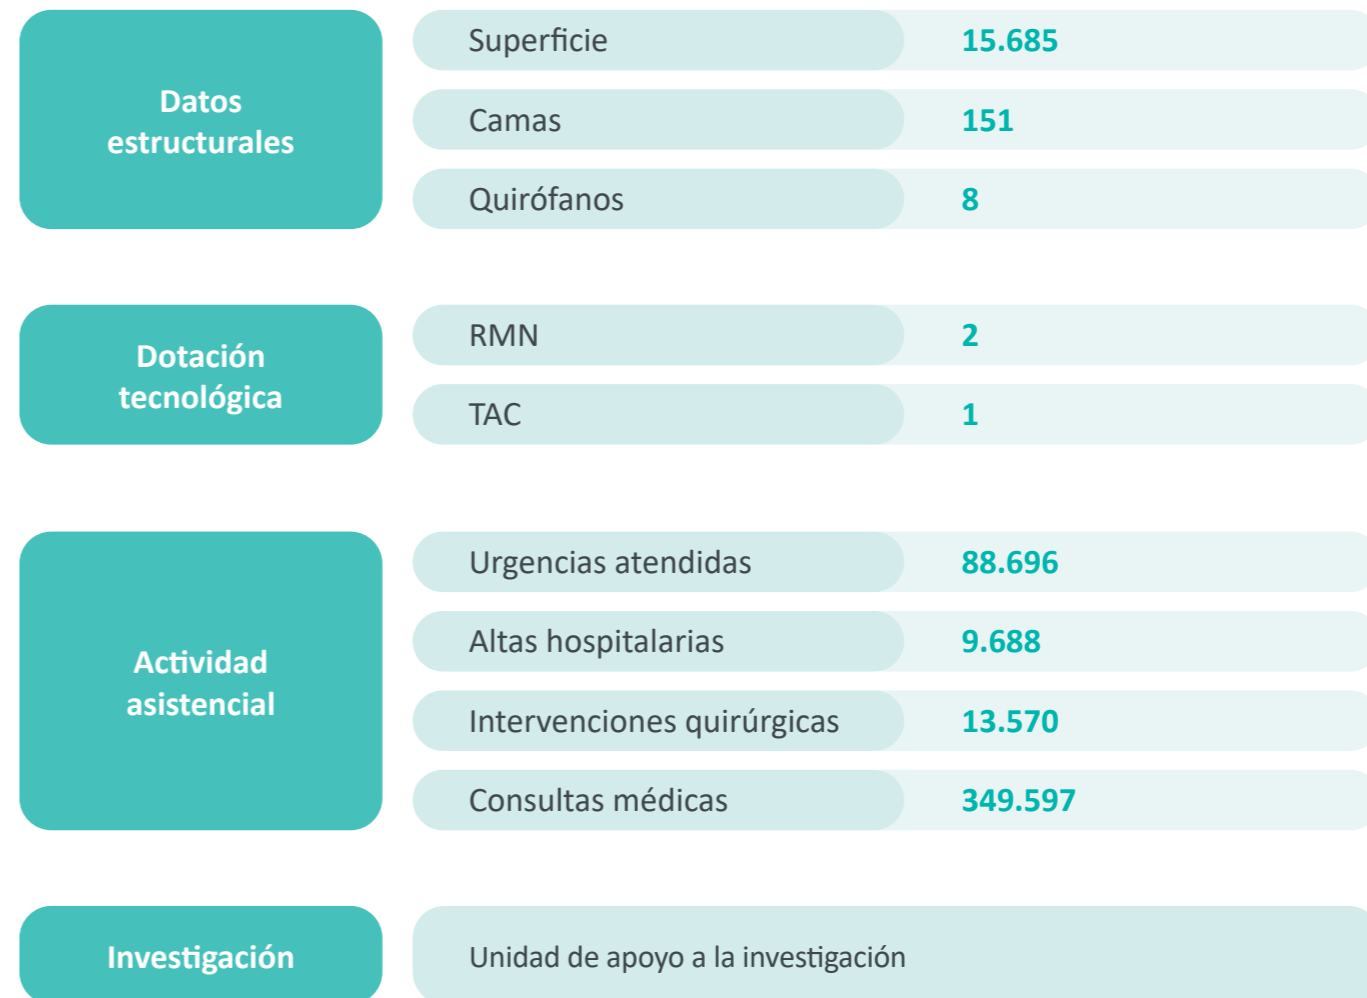 Datos
estructurales
Superficie 15.685
Camas 151
Quirófanos 8
Dotación
tecnológica
RMN 2
TAC 1
Actividad
asistencial
Urgencias atendidas 88.696
Altas hospitalarias 9.688
Intervenciones quirúrgicas 13.570
Consultas médicas 349.597
Investigación
Unidad de apoyo a la investigación